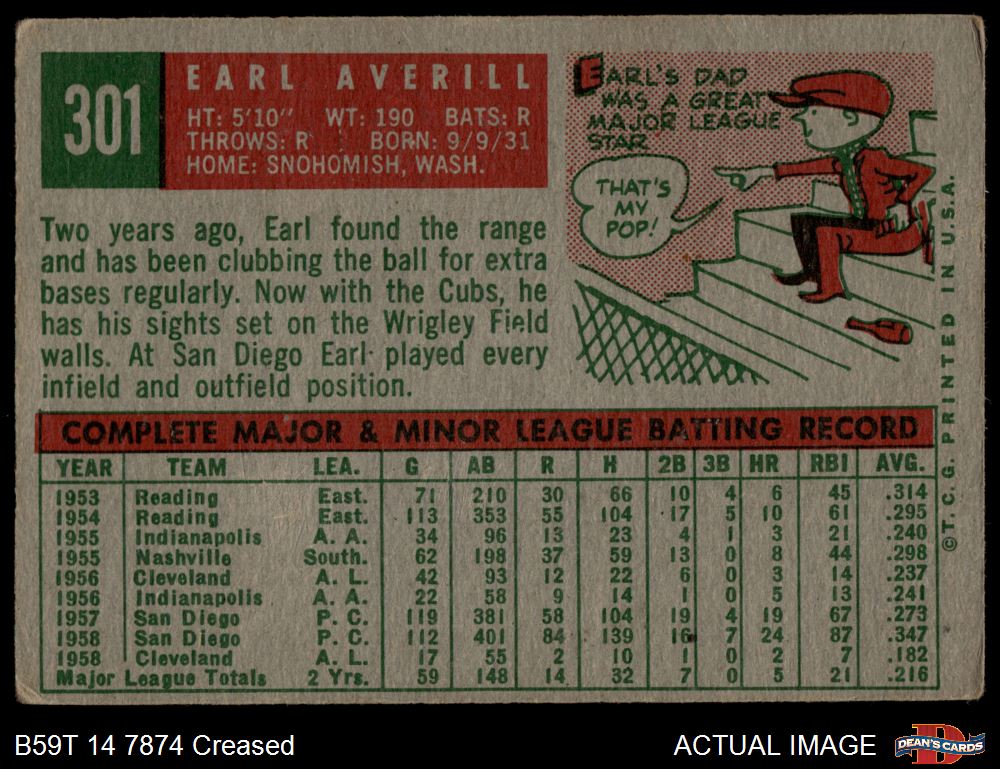 301
EARL AVERILL
HT: 5'10" WT: 190 BATS: R
THROWS: R BORN: 9/9/31
HOME: SNOHOMISH, WASH.
EARL'S DAD
WAS A GREAT
MAJOR LEAGUE
STAR
THAT'S
MY
POP!
Two years ago, Earl found the range
and has been clubbing the ball for extra
bases regularly. Now with the Cubs, he
has his sights set on the Wrigley Field
walls. At San Diego Earl played every
infield and outfield position.
COMPLETE MAJOR & MINOR LEAGUE BATTING RECORD
YEAR TEAM LEA. G AB R H 2B 3B HR RBI AVG.
1953 Reading East. 71 210 30 66 10 4 6 45 .314
1954 Reading East. 113 353 55 104 17 5 10 61 .295
1955 Indianapolis A. A. 34 96 13 23 4 1 3 21 .240
1955 Nashville South. 62 198 37 59 13 0 8 44 .298
1956 Cleveland A. L. 42 93 12 22 6 0 3 14 .237
1956 Indianapolis A. A. 22 58 9 14 1 0 5 13 .241
1957 San Diego P. C. 119 381 58 104 19 4 19 67 .273
1958 San Diego P. C. 112 401 84 139 16 7 24 87 .347
1958 Cleveland A. L. 17 55 2 10 1 0 2 7 .182
Major League Totals 2 Yrs. 59 148 14 32 7 0 5 21 .216
© T. C. G. PRINTED IN U.S.A.
B59T 14 7874 Creased
ACTUAL IMAGE
D
DEAN'S CARDS